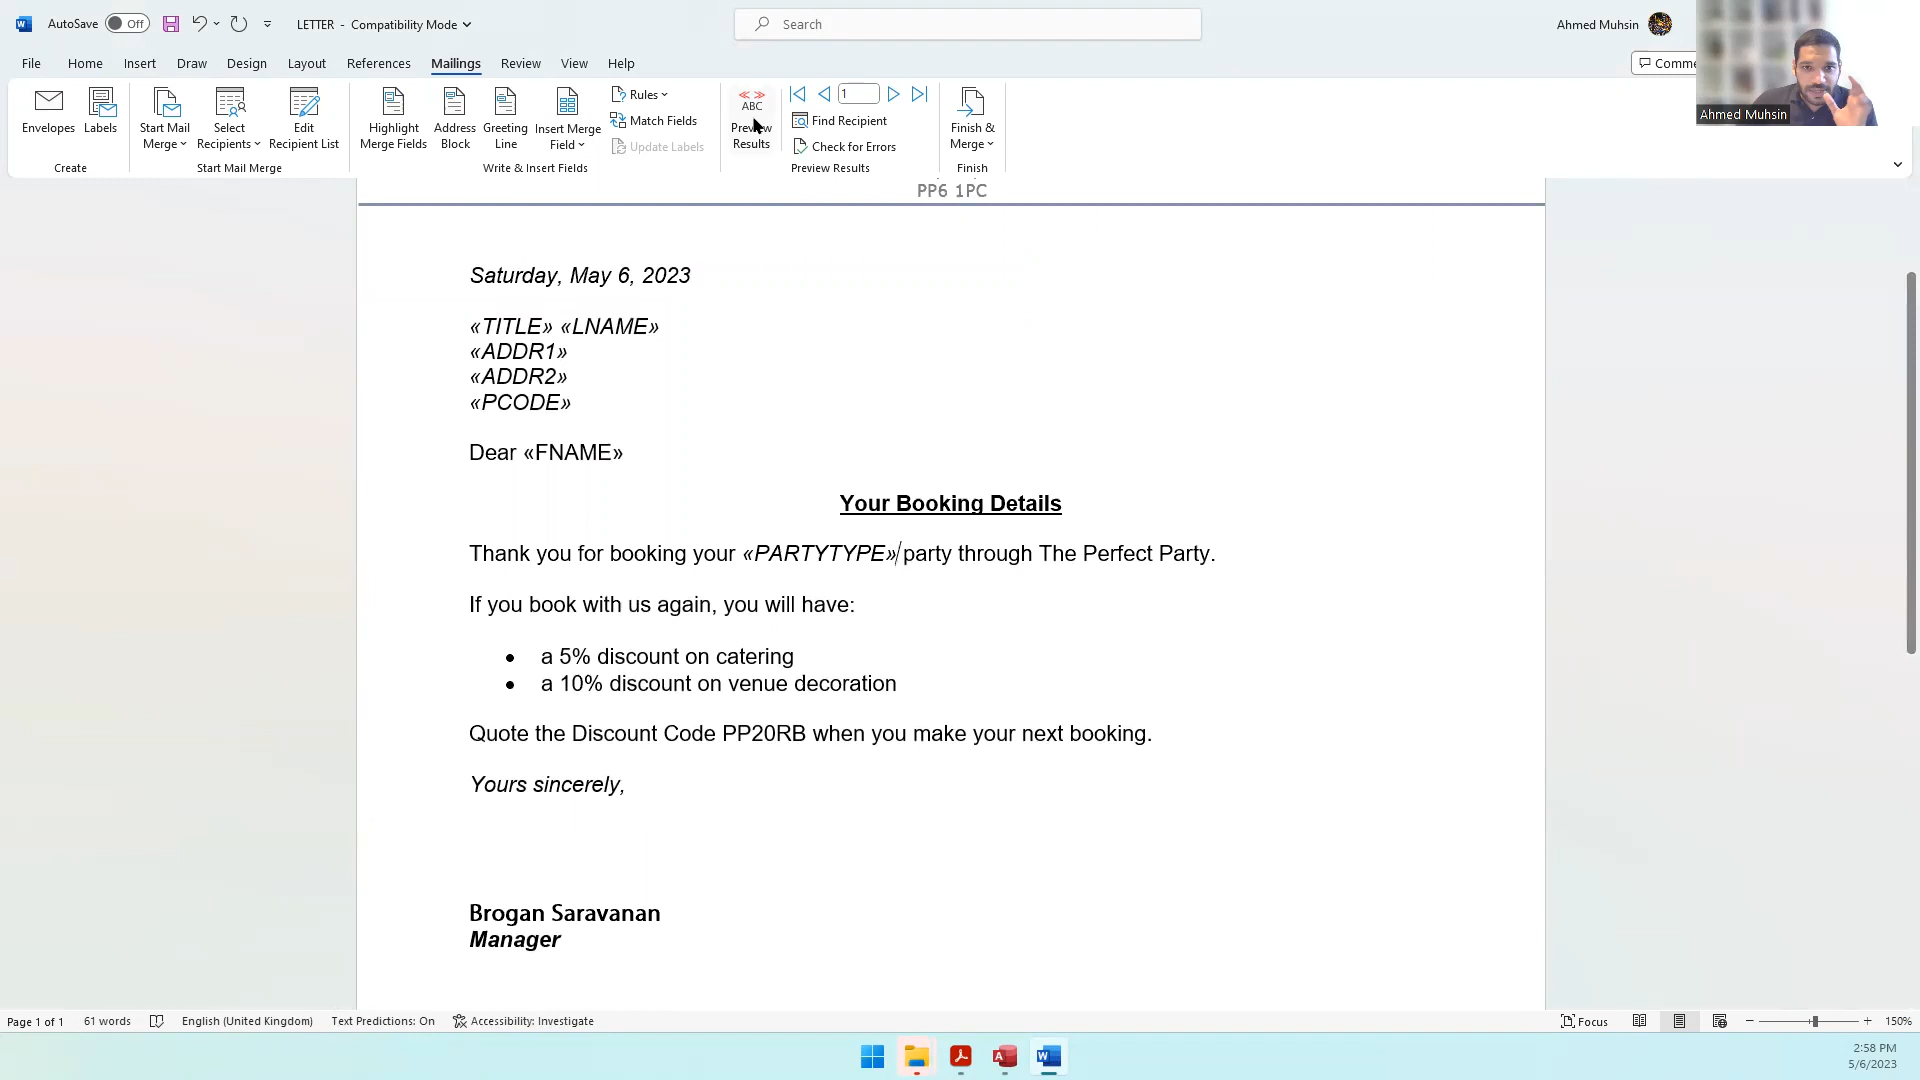 AutoSave Off LETTER - Compatibility Mode Search Ahmed Muhsin
File Home Insert Draw Design Layout References Mailings Review View Help Comme
Envelopes Labels Start Mail Merge Select Recipients Edit Recipient List Highlight Merge Fields Address Block Greeting Line Insert Merge Field Rules Match Fields Update Labels ABC Preview Results 1 Find Recipient Check for Errors Finish & Merge
Ahmed Muhsin
Create Start Mail Merge Write & Insert Fields Preview Results Finish
PP6 1PC
Saturday, May 6, 2023
«TITLE» «LNAME»
«ADDR1»
«ADDR2»
«PCODE»
Dear «FNAME»
Your Booking Details
Thank you for booking your «PARTYTYPE» party through The Perfect Party.
If you book with us again, you will have:
• a 5% discount on catering
• a 10% discount on venue decoration
Quote the Discount Code PP20RB when you make your next booking.
Yours sincerely,
Brogan Saravanan
Manager
Page 1 of 1 61 words English (United Kingdom) Text Predictions: On Accessibility: Investigate Focus 150%
2:58 PM
5/6/2023